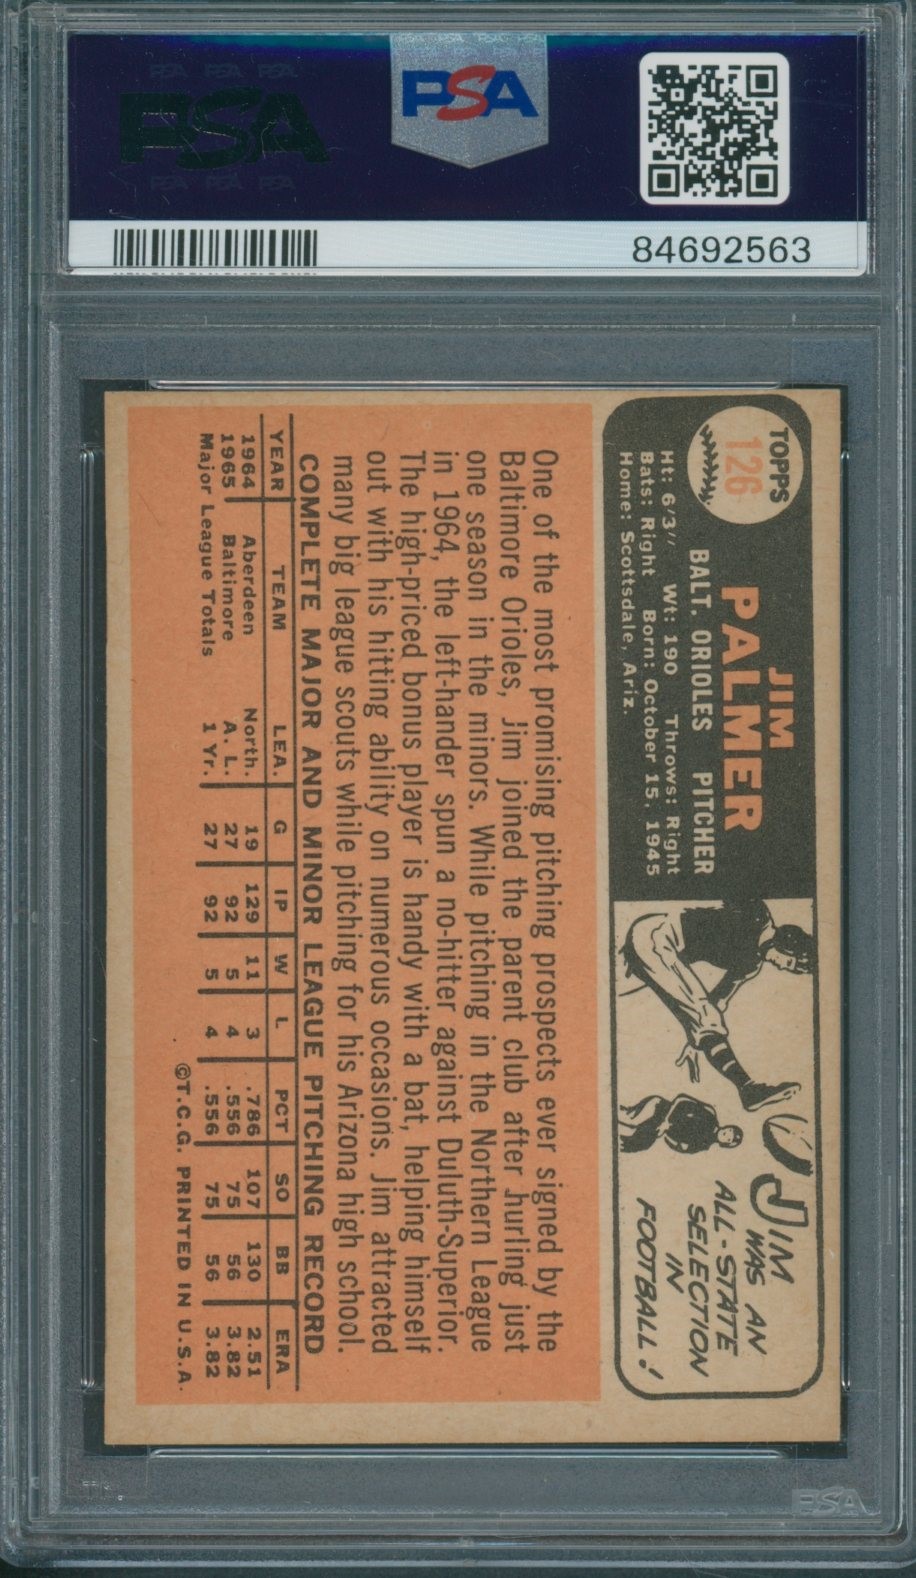 PSA PSA PSA
PSA
PSA PSA PSA
PSA
84692563
TOPPS
126
JIM
PALMER
BALT. ORIOLES PITCHER
Ht: 6/3// Wt: 190 Throws: Right
Bats: Right Born: October 15, 1945
Home: Scottsdale, Ariz.
JIM
WAS AN
ALL-STATE
SELECTION
IN
FOOTBALL!
One of the most promising pitching prospects ever signed by the
Baltimore Orioles, Jim joined the parent club after hurling just
one season in the minors. While pitching in the Northern League
in 1964, the left-hander spun a no-hitter against Duluth-Superior.
The high-priced bonus player is handy with a bat, helping himself
out with his hitting ability on numerous occasions. Jim attracted
many big league scouts while pitching for his Arizona high school.
COMPLETE MAJOR AND MINOR LEAGUE PITCHING RECORD
YEAR TEAM LEA. G IP W L PCT SO BB ERA
1964 Aberdeen North. 19 129 11 3 .786 107 130 2.51
1965 Baltimore A. L. 27 92 5 4 .556 75 56 3.82
Major League Totals 1 Yr. 27 92 5 4 .556 75 56 3.82
©T.C.G. PRINTED IN U.S.A.
PSA